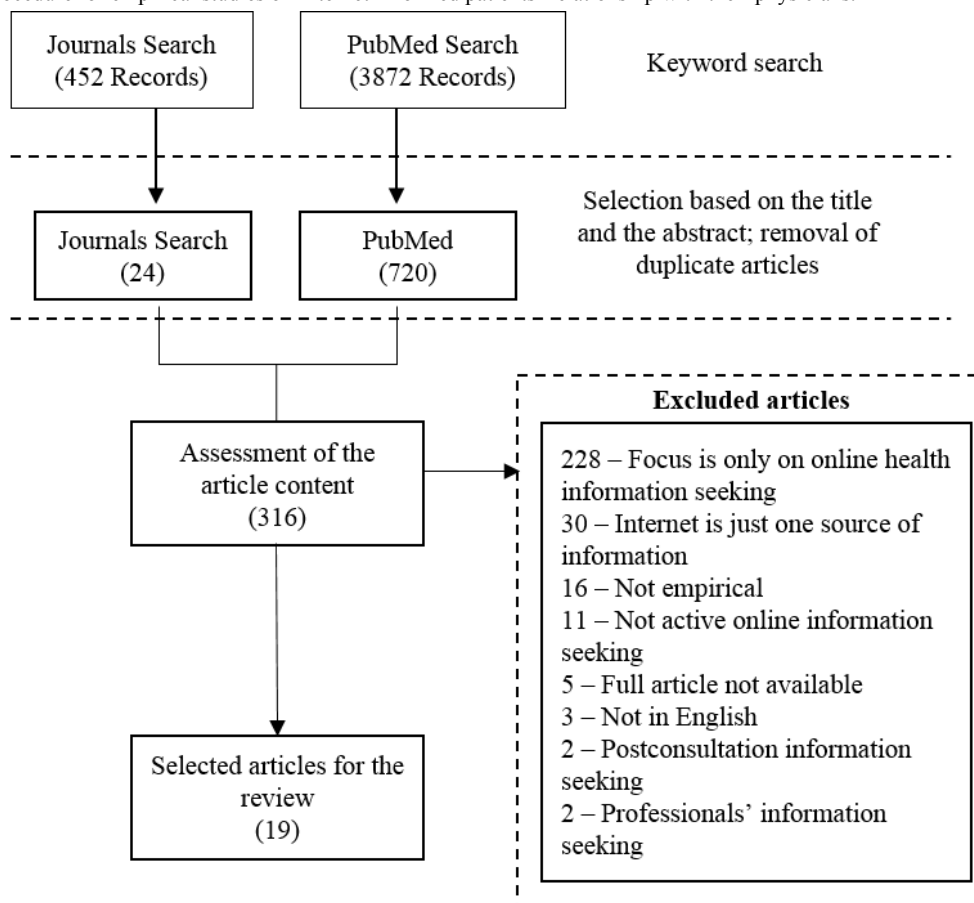 Journals Search
(452 Records)
PubMed Search
(3872 Records)
Keyword search
Journals Search
(24)
PubMed
(720)
Selection based on the title
and the abstract; removal of
duplicate articles
Assessment of the
article content
(316)
Excluded articles
228 – Focus is only on online health
information seeking
30 – Internet is just one source of
information
16 – Not empirical
11 – Not active online information
seeking
5 – Full article not available
3 – Not in English
2 – Postconsultation information
seeking
2 – Professionals’ information
seeking
Selected articles for the
review
(19)